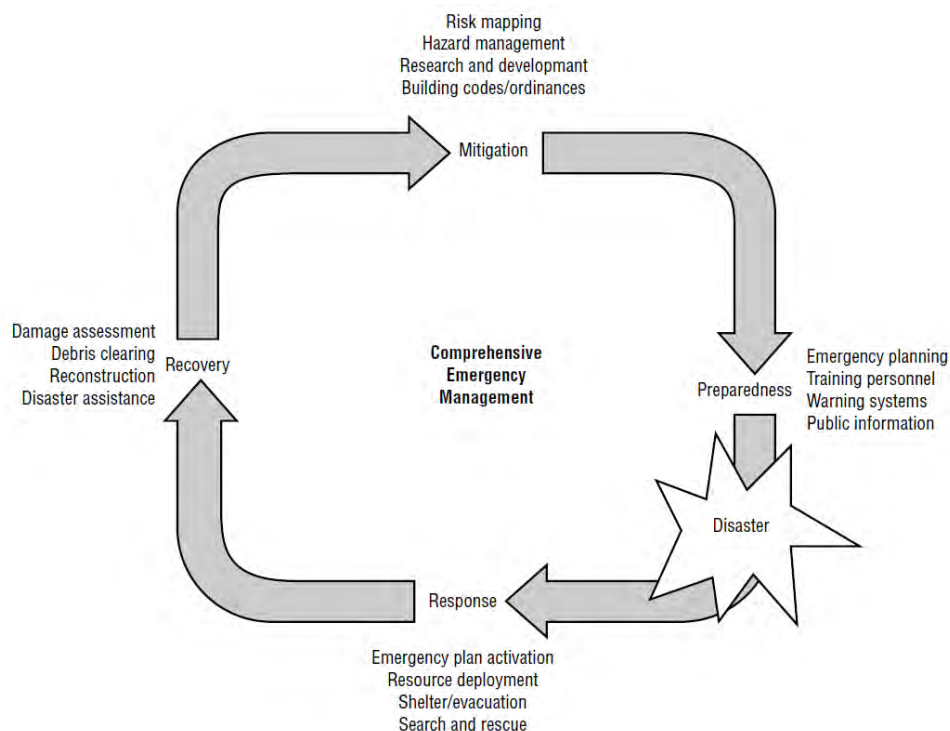 Risk mapping
Hazard management
Research and development
Building codes/ordinances
Mitigation
Damage assessment
Debris clearing
Reconstruction
Disaster assistance
Recovery
Comprehensive
Emergency
Management
Preparedness
Emergency planning
Training personnel
Warning systems
Public information
Disaster
Response
Emergency plan activation
Resource deployment
Shelter/evacuation
Search and rescue